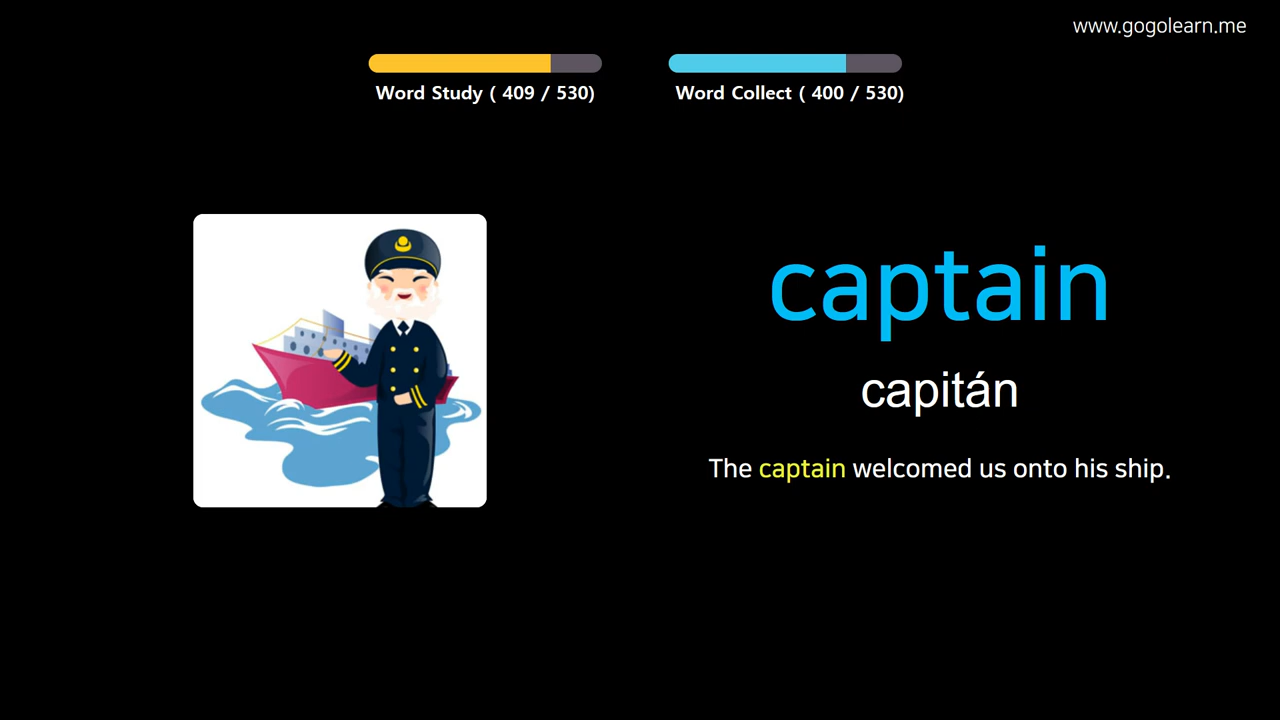 www.gogolearn.me
Word Study ( 409 / 530)
Word Collect ( 400 / 530)
captain
capitán
The captain welcomed us onto his ship.